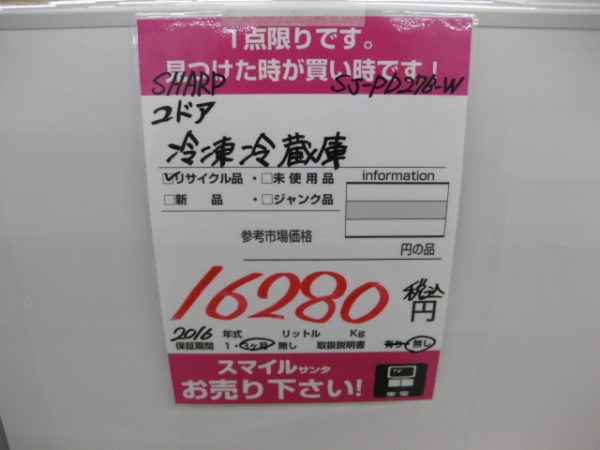 1点限りです。
見つけた時が買い時です!
SHARP SJ-PD27B-W
2ドア
冷凍冷蔵庫
☑リサイクル品・□未使用品
□新品・□ジャンク品
information
参考市場価格
円の品
16280 税込 円
2016 年式 リットル Kg
保証期間 1・3ヶ月 無し 取扱説明書 有り・無し
スマイルサンタ
お売り下さい!
TV
家電